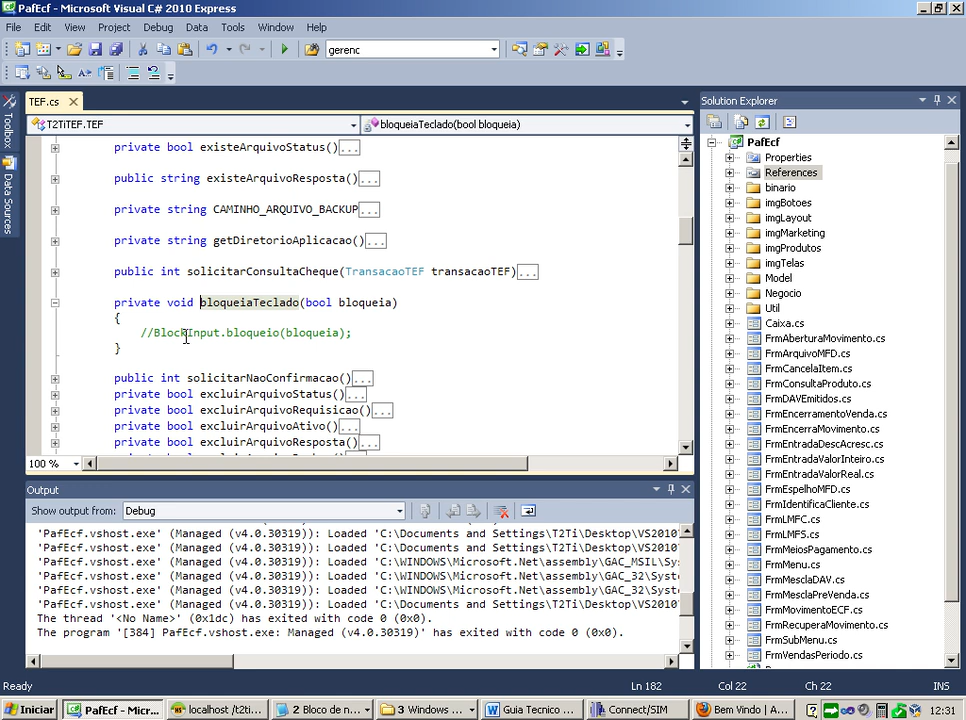 PafEcf - Microsoft Visual C# 2010 Express
File Edit View Project Debug Data Tools Window Help
gerenc
TEF.cs
T2TiTEF.TEF
bloqueiaTeclado(bool bloqueia)
Toolbox
Data Sources
private bool existeArquivoStatus()...
public string existeArquivoResposta()...
private string CAMINHO_ARQUIVO_BACKUP...
private string getDiretorioAplicacao()...
public int solicitarConsultaCheque(TransacaoTEF transacaoTEF)...
private void bloqueiaTeclado(bool bloqueia)
{
//BlockInput.bloqueio(bloqueia);
}
public int solicitarNaoConfirmacao()...
private bool excluirArquivoStatus()...
private bool excluirArquivoRequisicao()...
private bool excluirArquivoAtivo()...
private bool excluirArquivoResposta()...
100 %
Output
Show output from: Debug
'PafEcf.vshost.exe' (Managed (v4.0.30319)): Loaded 'C:\Documents and Settings\T2Ti\Desktop\VS2010\
'PafEcf.vshost.exe' (Managed (v4.0.30319)): Loaded 'C:\Documents and Settings\T2Ti\Desktop\VS2010\
'PafEcf.vshost.exe' (Managed (v4.0.30319)): Loaded 'C:\WINDOWS\Microsoft.Net\assembly\GAC_MSIL\Sys
'PafEcf.vshost.exe' (Managed (v4.0.30319)): Loaded 'C:\WINDOWS\Microsoft.Net\assembly\GAC_32\Syste
'PafEcf.vshost.exe' (Managed (v4.0.30319)): Loaded 'C:\WINDOWS\Microsoft.Net\assembly\GAC_32\Syste
'PafEcf.vshost.exe' (Managed (v4.0.30319)): Loaded 'C:\Documents and Settings\T2Ti\Desktop\VS2010\
The thread '<No Name>' (0x1dc) has exited with code 0 (0x0).
The program '[384] PafEcf.vshost.exe: Managed (v4.0.30319)' has exited with code 0 (0x0).
Solution Explorer
PafEcf
Properties
References
binario
imgBotoes
imgLayout
imgMarketing
imgProdutos
imgTelas
Model
Negocio
Util
Caixa.cs
FrmAberturaMovimento.cs
FrmArquivoMFD.cs
FrmCancelaItem.cs
FrmConsultaProduto.cs
FrmDAVEmitidos.cs
FrmEncerramentoVenda.cs
FrmEncerraMovimento.cs
FrmEntradaDescAcresc.cs
FrmEntradaValorInteiro.cs
FrmEntradaValorReal.cs
FrmEspelhoMFD.cs
FrmIdentificaCliente.cs
FrmLMFC.cs
FrmLMFS.cs
FrmMeiosPagamento.cs
FrmMenu.cs
FrmMesclaDAV.cs
FrmMesclaPreVenda.cs
FrmMovimentoECF.cs
FrmRecuperaMovimento.cs
FrmSubMenu.cs
FrmVendasPeriodo.cs
Ready Ln 182 Col 22 Ch 22 INS
Iniciar PafEcf - Micr... localhost /t2ti... 2 Bloco de n... 3 Windows ... Guia Tecnico ... Connect/SIM Bem Vindo | A... 12:31